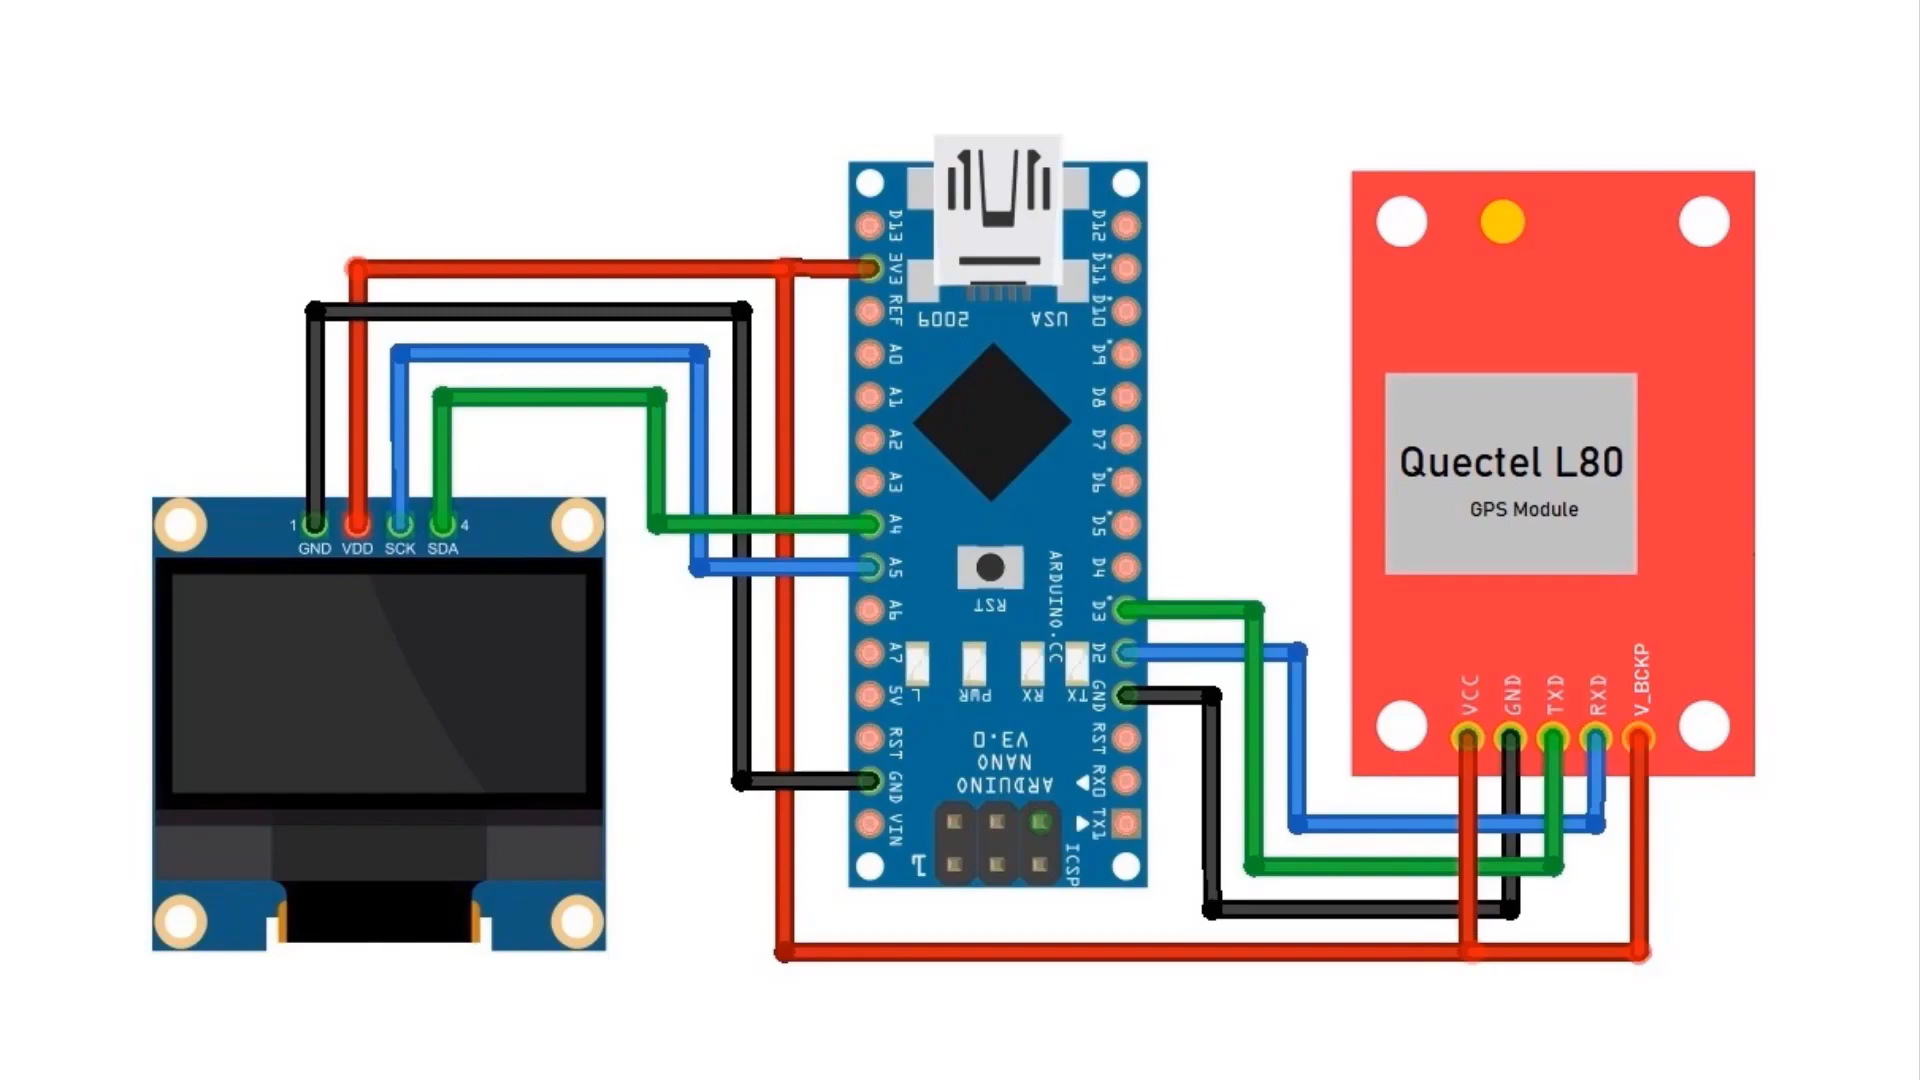 1
4
GND VDD SCK SDA
D13
3V3
REF
A0
A1
A2
A3
A4
A5
A6
A7
5V
RST
GND
VIN
D12
D11
D10
D9
D8
D7
D6
D5
D4
D3
D2
GND
RST
RX0
TX1
2009
USA
RST
ARDUINO.CC
L
PWR
RX
TX
ARDUINO
NANO
V3.0
1
ICSP
Quectel L80
GPS Module
VCC
GND
TXD
RXD
V_BCKP